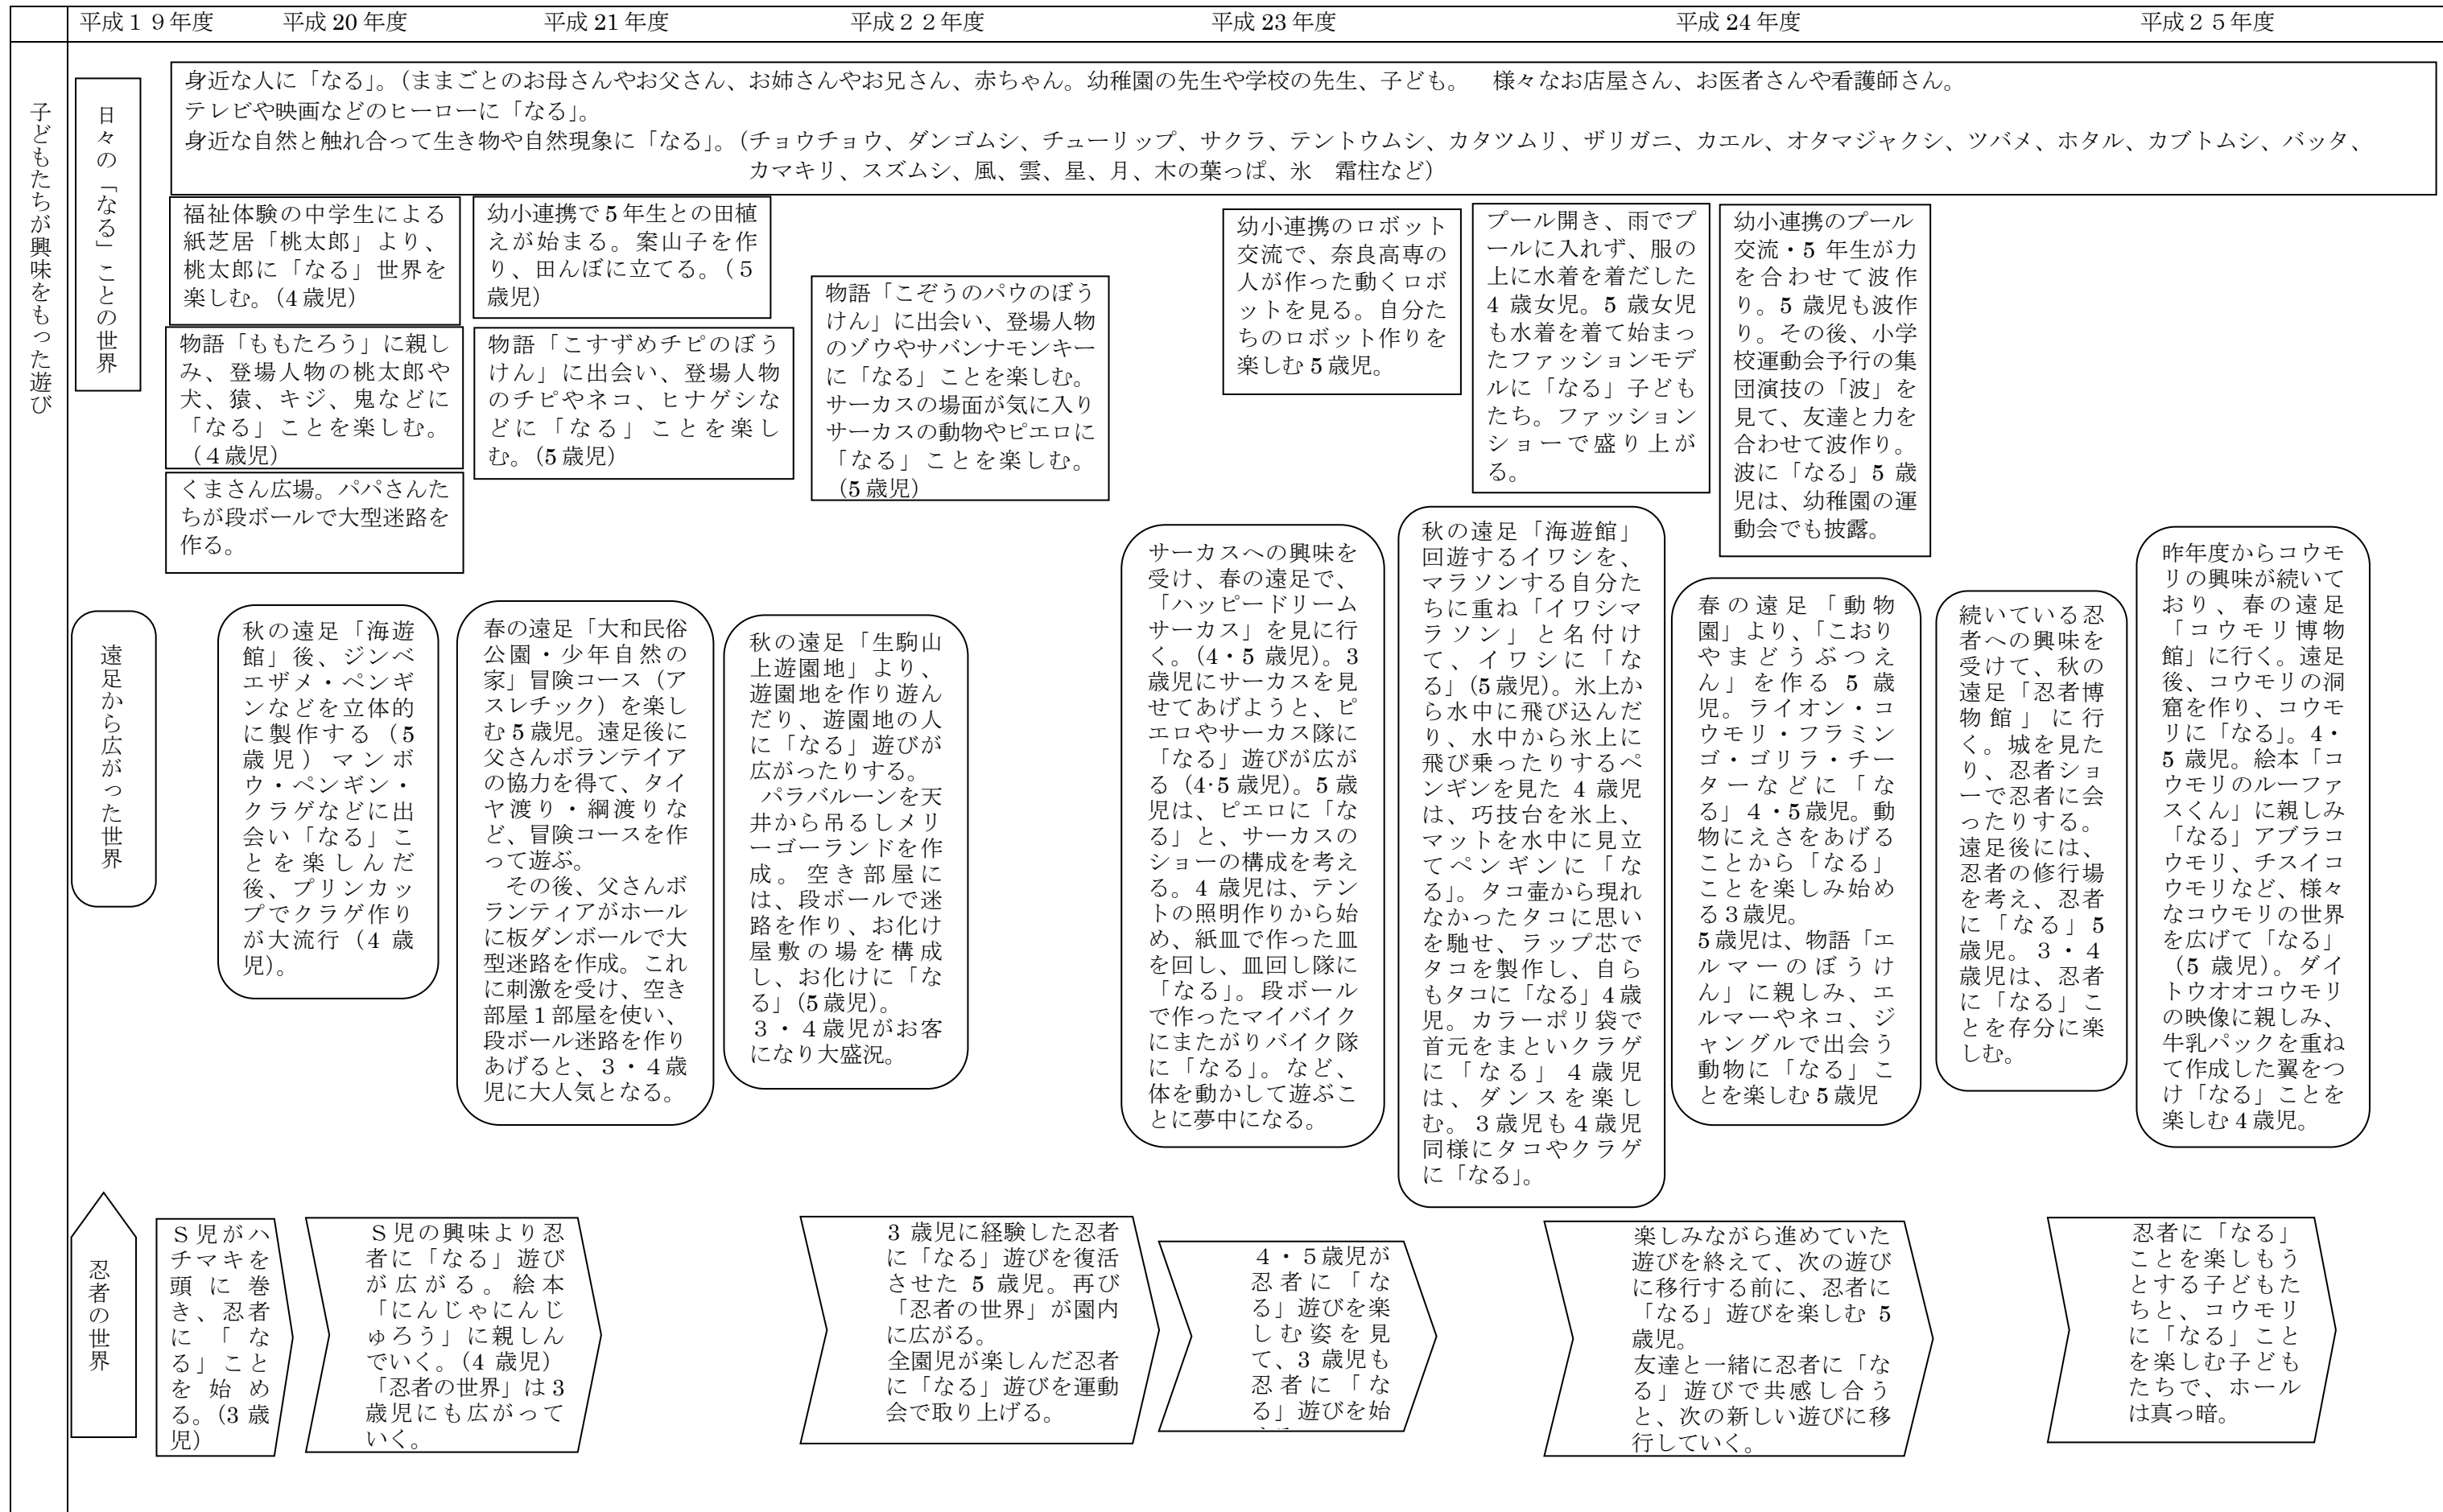 平成１９年度
平成 20 年度
平成 21 年度
平成２２年度
平成 23 年度
平成 24 年度
平成２５年度
子どもたちが興味をもった遊び
日々の「なる」ことの世界
身近な人に「なる」。（ままごとのお母さんやお父さん、お姉さんやお兄さん、赤ちゃん。幼稚園の先生や学校の先生、子ども。　様々なお店屋さん、お医者さんや看護師さん。
テレビや映画などのヒーローに「なる」。
身近な自然と触れ合って生き物や自然現象に「なる」。（チョウチョウ、ダンゴムシ、チューリップ、サクラ、テントウムシ、カタツムリ、ザリガニ、カエル、オタマジャクシ、ツバメ、ホタル、カブトムシ、バッタ、
カマキリ、スズムシ、風、雲、星、月、木の葉っぱ、氷　霜柱など）
福祉体験の中学生による
紙芝居「桃太郎」より、
桃太郎に「なる」世界を
楽しむ。（4 歳児）
物語「ももたろう」に親し
み、登場人物の桃太郎や
犬、猿、キジ、鬼などに
「なる」ことを楽しむ。
（４歳児）
くまさん広場。パパさんた
ちが段ボールで大型迷路を
作る。
幼小連携で 5 年生との田植
えが始まる。案山子を作
り、田んぼに立てる。（５
歳児）
物語「こすずめチピのぼう
けん」に出会い、登場人物
のチピやネコ、ヒナゲシな
どに「なる」ことを楽し
む。（5 歳児）
物語「こぞうのパウのぼう
けん」に出会い、登場人物
のゾウやサバンナモンキー
に「なる」ことを楽しむ。
サーカスの場面が気に入り
サーカスの動物やピエロに
「なる」ことを楽しむ。
（5 歳児）
幼小連携のロボット
交流で、奈良高専の
人が作った動くロボ
ットを見る。自分た
ちのロボット作りを
楽しむ 5 歳児。
プール開き、雨でプ
ールに入れず、服の
上に水着を着だした
4 歳女児。5 歳女児
も水着を着て始まっ
たファッションモデ
ルに「なる」子ども
たち。ファッション
ショーで盛り上が
る。
幼小連携のプール
交流・5 年生が力
を合わせて波作
り。5 歳児も波作
り。その後、小学
校運動会予行の集
団演技の「波」を
見て、友達と力を
合わせて波作り。
波に「なる」5 歳
児は、幼稚園の運
動会でも披露。
遠足から広がった世界
秋の遠足「海遊
館」後、ジンベ
エザメ・ペンギ
ンなどを立体的
に製作する（5
歳児）マンボ
ウ・ペンギン・
クラゲなどに出
会い「なる」こ
とを楽しんだ
後、プリンカッ
プでクラゲ作り
が大流行（4 歳
児）。
春の遠足「大和民俗
公園・少年自然の
家」冒険コース（ア
スレチック）を楽し
む 5 歳児。遠足後に
父さんボランテイア
の協力を得て、タイ
ヤ渡り・綱渡りな
ど、冒険コースを作
って遊ぶ。
その後、父さんボ
ランティアがホール
に板ダンボールで大
型迷路を作成。これ
に刺激を受け、空き
部屋１部屋を使い、
段ボール迷路を作り
あげると、３・４歳
児に大人気となる。
秋の遠足「生駒山
上遊園地」より、
遊園地を作り遊ん
だり、遊園地の人
に「なる」遊びが
広がったりする。
パラバルーンを天
井から吊るしメリ
ーゴーランドを作
成。空き部屋に
は、段ボールで迷
路を作り、お化け
屋敷の場を構成
し、お化けに「な
る」（5 歳児）。
３・４歳児がお客
になり大盛況。
サーカスへの興味を
受け、春の遠足で、
「ハッピードリーム
サーカス」を見に行
く。（4・5 歳児）。3
歳児にサーカスを見
せてあげようと、ピ
エロやサーカス隊に
「なる」遊びが広が
る（4･5 歳児）。5 歳
児は、ピエロに「な
る」と、サーカスの
ショーの構成を考え
る。4 歳児は、テン
トの照明作りから始
め、紙皿で作った皿
を回し、皿回し隊に
「なる」。段ボール
で作ったマイバイク
にまたがりバイク隊
に「なる」。など、
体を動かして遊ぶこ
とに夢中になる。
秋の遠足「海遊館」
回遊するイワシを、
マラソンする自分た
ちに重ね「イワシマ
ラソン」と名付け
て、イワシに「な
る」（5 歳児）。氷上か
ら水中に飛び込んだ
り、水中から氷上に
飛び乗ったりするペ
ンギンを見た 4 歳児
は、巧技台を氷上、
マットを水中に見立
てペンギンに「な
る」。タコ壷から現れ
なかったタコに思い
を馳せ、ラップ芯で
タコを製作し、自ら
もタコに「なる」4 歳
児。カラーポリ袋で
首元をまといクラゲ
に「なる」4 歳児
は、ダンスを楽し
む。３歳児も４歳児
同様にタコやクラゲ
に「なる」。
春の遠足「動物
園」より、「こおり
やまどうぶつえ
ん」を作る 5 歳
児。ライオン・コ
ウモリ・フラミン
ゴ・ゴリラ・チー
ターなどに「な
る」４・5 歳児。動
物にえさをあげる
ことから「なる」
ことを楽しみ始め
る３歳児。
5 歳児は、物語「エ
ルマーのぼうけ
ん」に親しみ、エ
ルマーやネコ、ジ
ャングルで出会う
動物に「なる」こ
とを楽しむ 5 歳児
続いている忍
者への興味を
受けて、秋の
遠足「忍者博
物館」に行
く。城を見た
り、忍者ショ
ーで忍者に会
ったりする。
遠足後には、
忍者の修行場
を考え、忍者
に「なる」5
歳児。３・４
歳児は、忍者
に「なる」こ
とを存分に楽
しむ。
昨年度からコウモ
リの興味が続いて
おり、春の遠足
「コウモリ博物
館」に行く。遠足
後、コウモリの洞
窟を作り、コウモ
リに「なる」。4・
5 歳児。絵本「コ
ウモリのルーファ
スくん」に親しみ
「なる」アブラコ
ウモリ、チスイコ
ウモリなど、様々
なコウモリの世界
を広げて「なる」
（5 歳児）。ダイ
トウオオコウモリ
の映像に親しみ、
牛乳パックを重ね
て作成した翼をつ
け「なる」ことを
楽しむ 4 歳児。
忍者の世界
Ｓ児がハ
チマキを
頭に巻
き、忍者
に「な
る」こと
を始め
る。（3 歳
児）
Ｓ児の興味より忍
者に「なる」遊び
が広がる。絵本
「にんじゃにんじ
ゅろう」に親しん
でいく。（4 歳児）
「忍者の世界」は 3
歳児にも広がって
いく。
3 歳児に経験した忍者
に「なる」遊びを復活
させた 5 歳児。再び
「忍者の世界」が園内
に広がる。
全園児が楽しんだ忍者
に「なる」遊びを運動
会で取り上げる。
４・５歳児が
忍者に「な
る」遊びを楽
しむ姿を見
て、3 歳児も
忍者に「な
る」遊びを始
楽しみながら進めていた
遊びを終えて、次の遊び
に移行する前に、忍者に
「なる」遊びを楽しむ 5
歳児。
友達と一緒に忍者に「な
る」遊びで共感し合う
と、次の新しい遊びに移
行していく。
忍者に「なる」
ことを楽しもう
とする子どもた
ちと、コウモリ
に「なる」こと
を楽しむ子ども
たちで、ホール
は真っ暗。